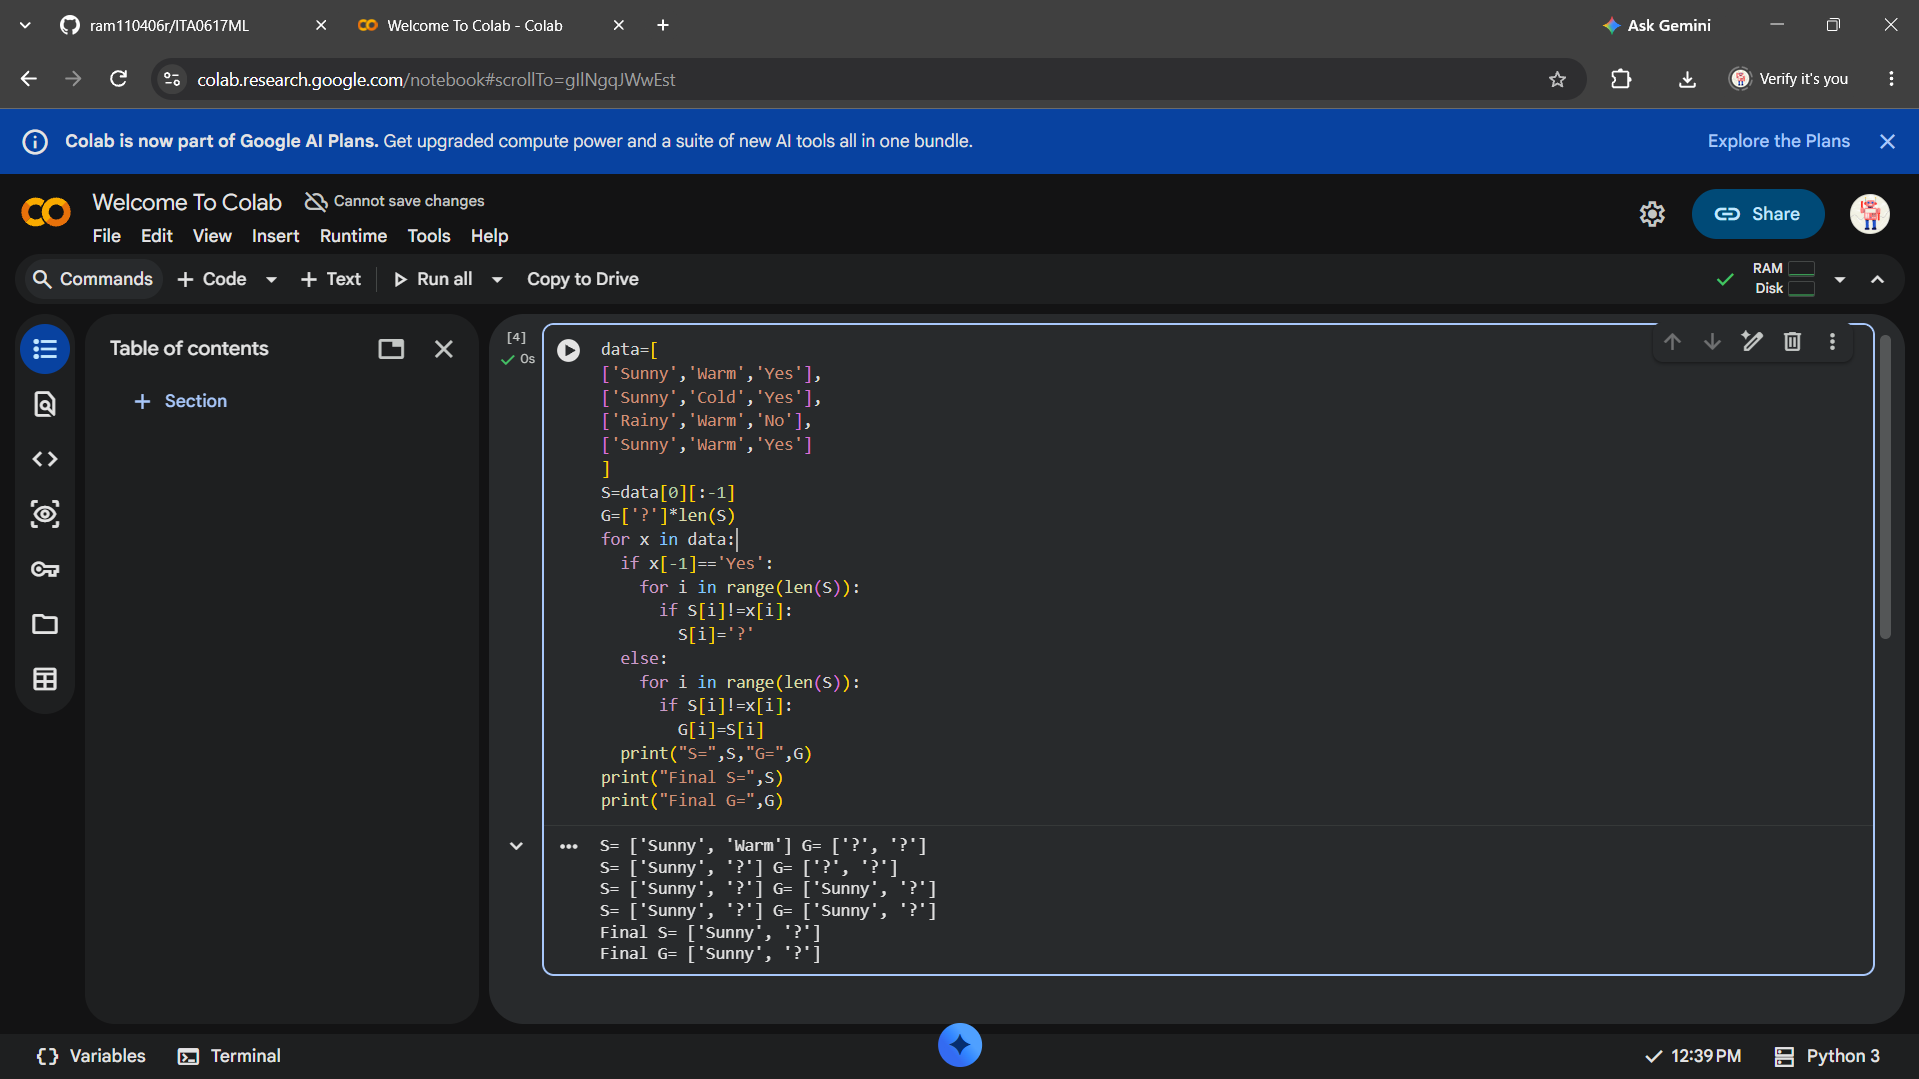 ram110406r/ITA0617ML
Welcome To Colab - Colab
Ask Gemini
colab.research.google.com/notebook#scrollTo=gIlNgqJWwEst
Verify it's you
Colab is now part of Google AI Plans. Get upgraded compute power and a suite of new AI tools all in one bundle.
Explore the Plans
Welcome To Colab
Cannot save changes
File Edit View Insert Runtime Tools Help
Share
Commands + Code + Text Run all Copy to Drive
RAM
Disk
Table of contents
+ Section
[4]
0s
data=[
['Sunny','Warm','Yes'],
['Sunny','Cold','Yes'],
['Rainy','Warm','No'],
['Sunny','Warm','Yes']
]
S=data[0][:-1]
G=['?']*len(S)
for x in data:
if x[-1]=='Yes':
for i in range(len(S)):
if S[i]!=x[i]:
S[i]='?'
else:
for i in range(len(S)):
if S[i]!=x[i]:
G[i]=S[i]
print("S=",S,"G=",G)
print("Final S=",S)
print("Final G=",G)
S= ['Sunny', 'Warm'] G= ['?', '?']
S= ['Sunny', '?'] G= ['?', '?']
S= ['Sunny', '?'] G= ['Sunny', '?']
S= ['Sunny', '?'] G= ['Sunny', '?']
Final S= ['Sunny', '?']
Final G= ['Sunny', '?']
{} Variables
Terminal
12:39 PM
Python 3